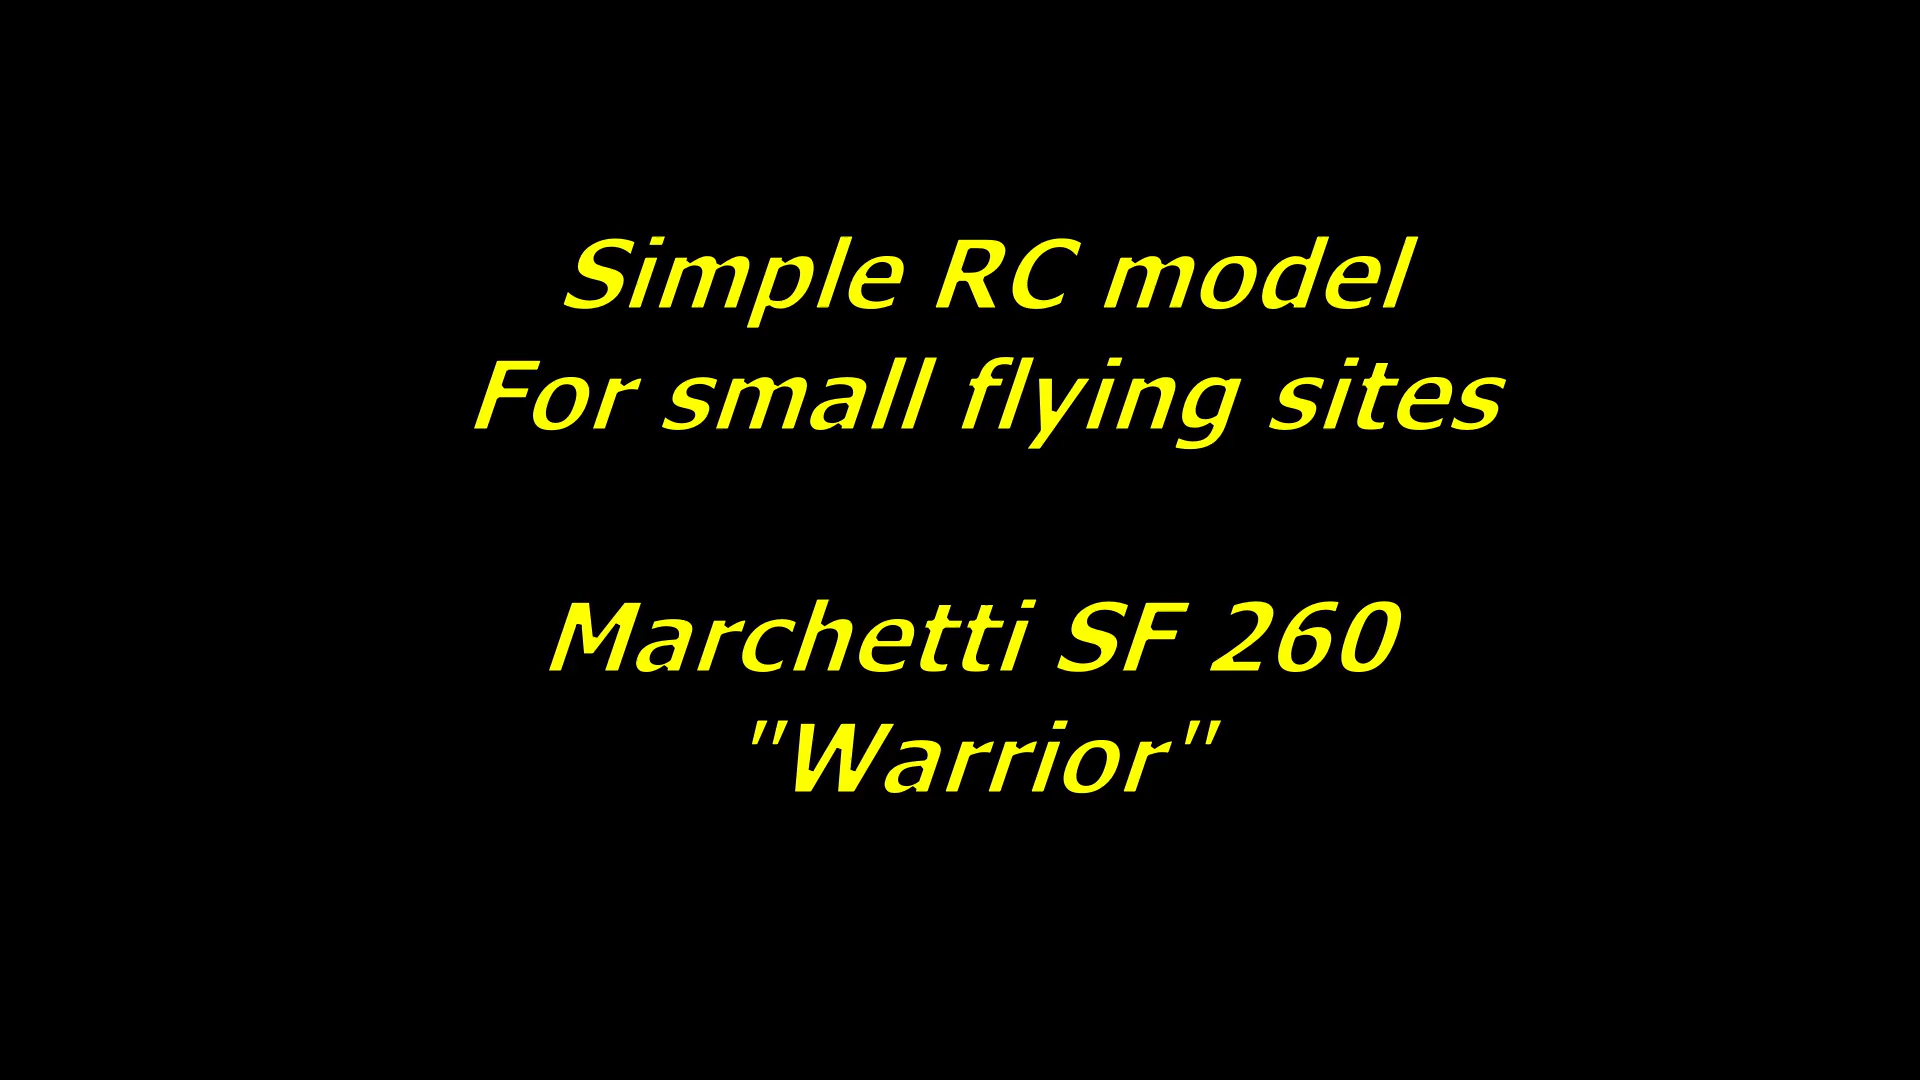 Simple RC model
For small flying sites
Marchetti SF 260
"Warrior"